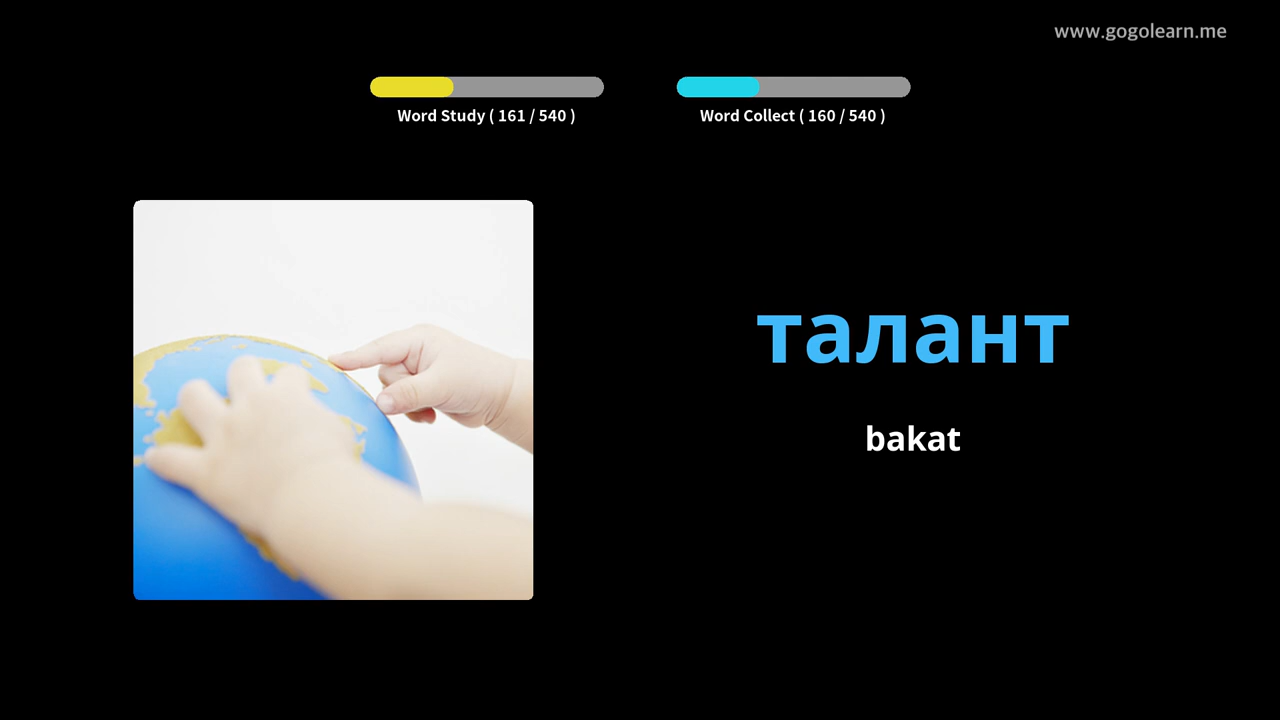 www.gogolearn.me
Word Study ( 161 / 540 )
Word Collect ( 160 / 540 )
талант
bakat